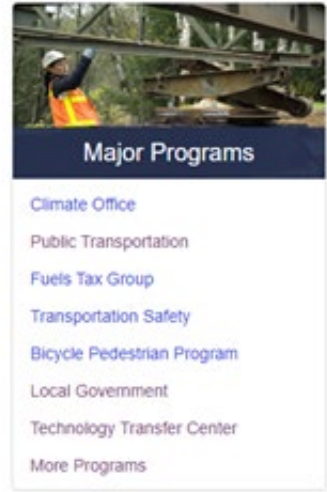 Major Programs
Climate Office
Public Transportation
Fuels Tax Group
Transportation Safety
Bicycle Pedestrian Program
Local Government
Technology Transfer Center
More Programs